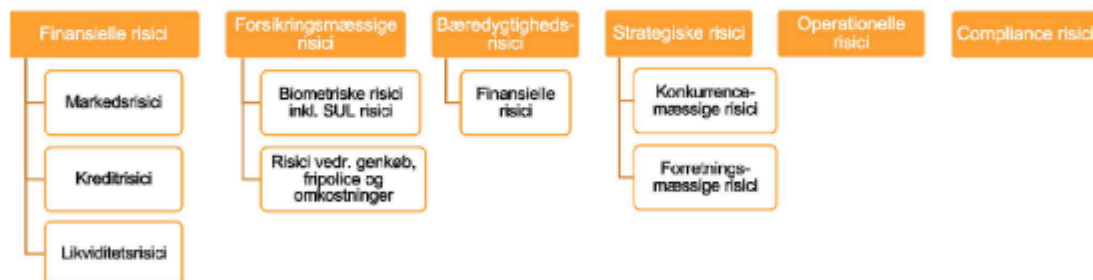 Finansielle risici
Markedsrisici
Kreditrisici
Likviditetsrisici
Forsikringsmæssige
risici
Biometriske risici
inkl. SUL risici
Risici vedr. genkøb,
fripolice og
omkostninger
Bæredygtigheds-
risici
Finansielle
risici
Strategiske risici
Konkurrence-
mæssige risici
Forretnings-
mæssige risici
Operationelle
risici
Compliance risici